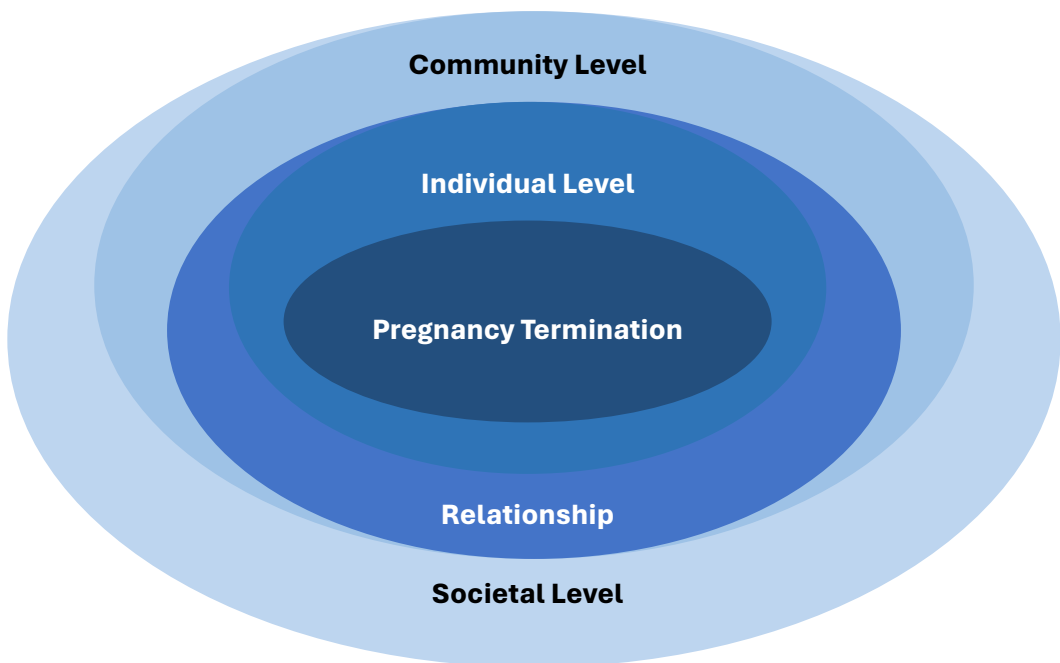 Community Level
Individual Level
Pregnancy Termination
Relationship
Societal Level